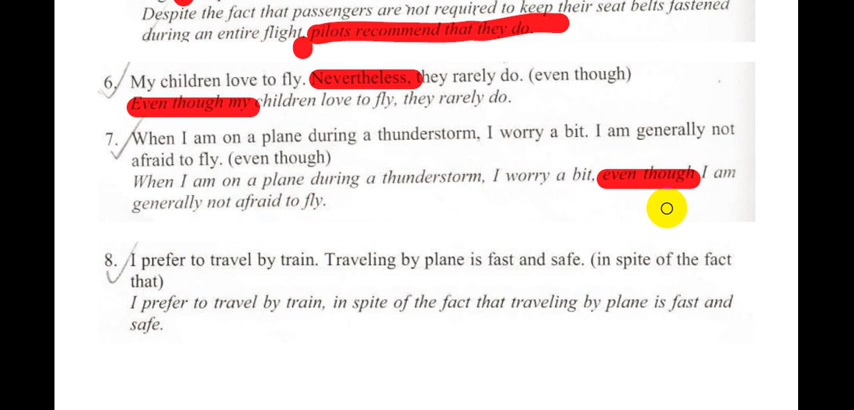 Despite the fact that passengers are not required to keep their seat belts fastened
during an entire flight, pilots recommend that they do.
6. My children love to fly. Nevertheless, they rarely do. (even though)
Even though my children love to fly, they rarely do.
7. When I am on a plane during a thunderstorm, I worry a bit. I am generally not
afraid to fly. (even though)
When I am on a plane during a thunderstorm, I worry a bit, even though I am
generally not afraid to fly.
8. I prefer to travel by train. Traveling by plane is fast and safe. (in spite of the fact
that)
I prefer to travel by train, in spite of the fact that traveling by plane is fast and
safe.